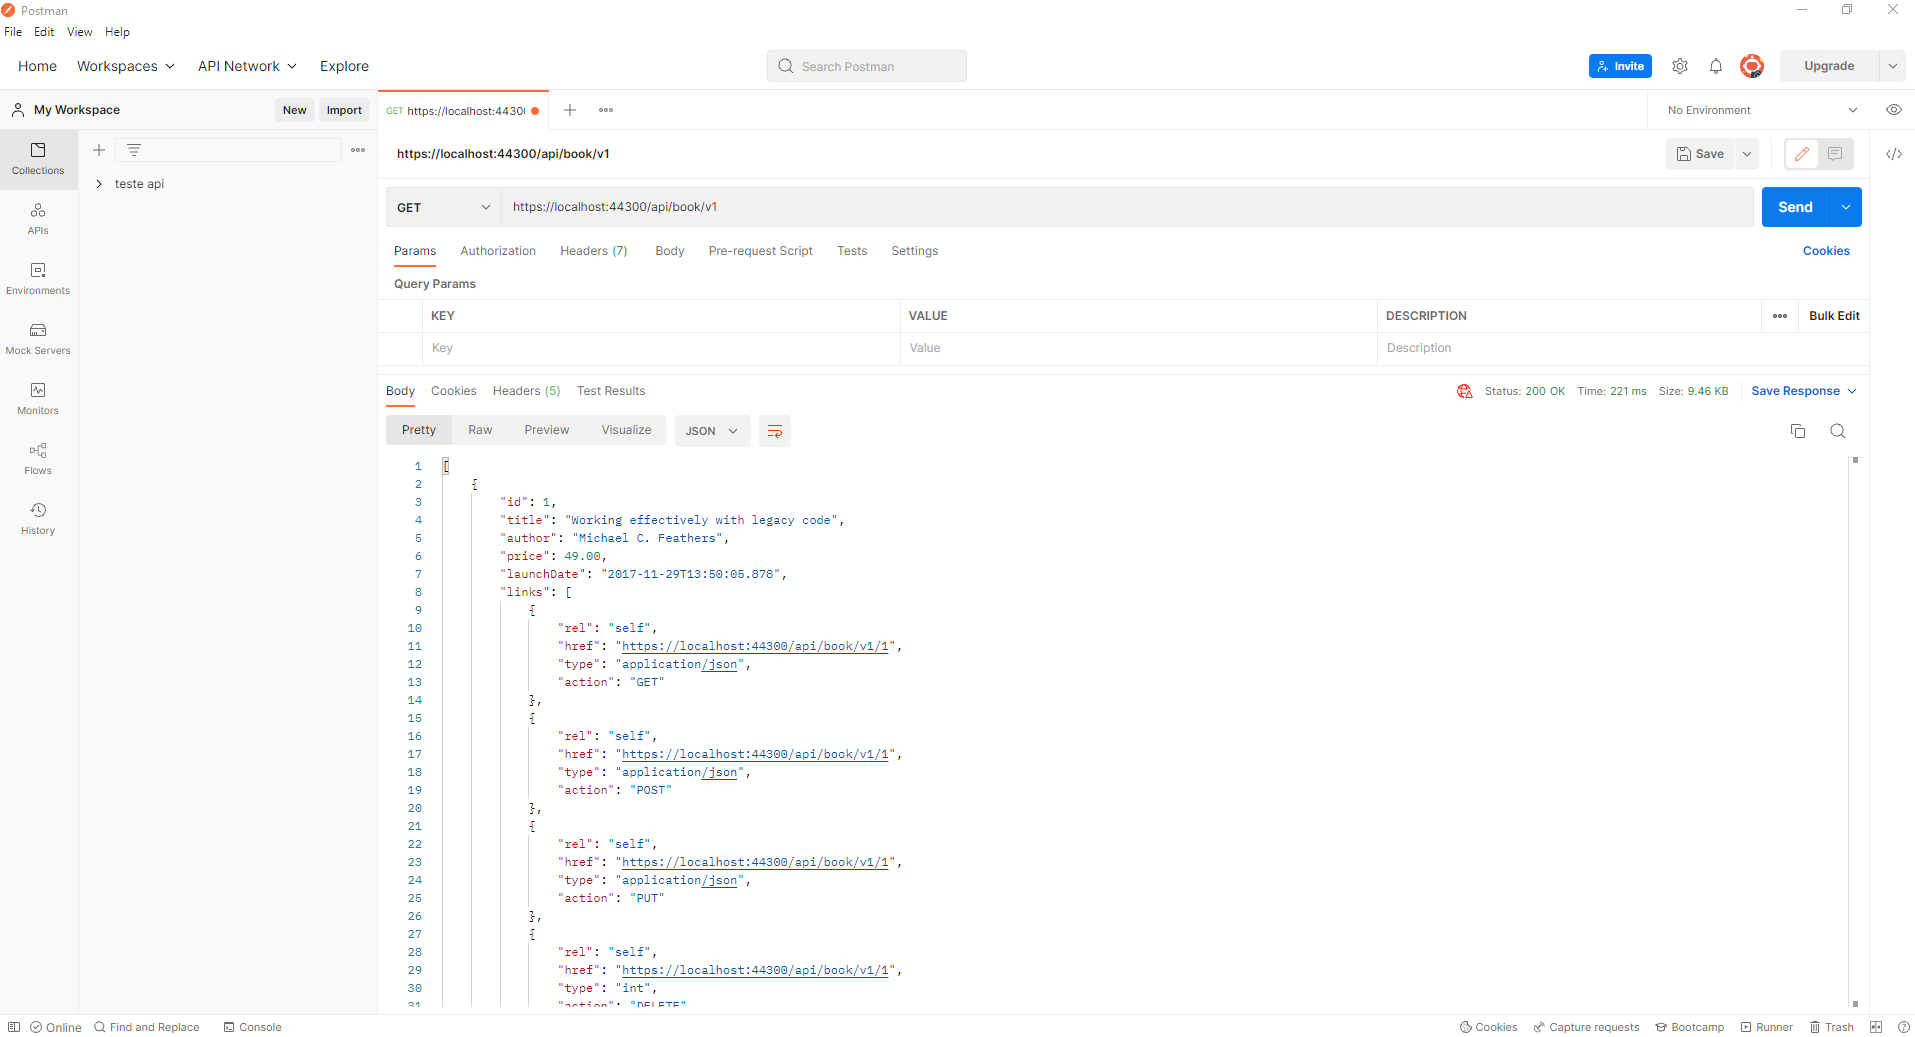 Postman
File Edit View Help
Home Workspaces API Network Explore Search Postman Invite Upgrade
My Workspace New Import GET https://localhost:4430 No Environment
Collections
APIs
Environments
Mock Servers
Monitors
Flows
History
teste api
https://localhost:44300/api/book/v1 Save
GET https://localhost:44300/api/book/v1 Send
Params Authorization Headers (7) Body Pre-request Script Tests Settings Cookies
Query Params
KEY VALUE DESCRIPTION Bulk Edit
Key Value Description
Body Cookies Headers (5) Test Results Status: 200 OK Time: 221 ms Size: 9.46 KB Save Response
Pretty Raw Preview Visualize JSON
1 [
2 {
3 "id": 1,
4 "title": "Working effectively with legacy code",
5 "author": "Michael C. Feathers",
6 "price": 49.00,
7 "launchDate": "2017-11-29T13:50:05.878",
8 "links": [
9 {
10 "rel": "self",
11 "href": "https://localhost:44300/api/book/v1/1",
12 "type": "application/json",
13 "action": "GET"
14 },
15 {
16 "rel": "self",
17 "href": "https://localhost:44300/api/book/v1/1",
18 "type": "application/json",
19 "action": "POST"
20 },
21 {
22 "rel": "self",
23 "href": "https://localhost:44300/api/book/v1/1",
24 "type": "application/json",
25 "action": "PUT"
26 },
27 {
28 "rel": "self",
29 "href": "https://localhost:44300/api/book/v1/1",
30 "type": "int",
31 "action": "DELETE"
Online Find and Replace Console Cookies Capture requests Bootcamp Runner Trash